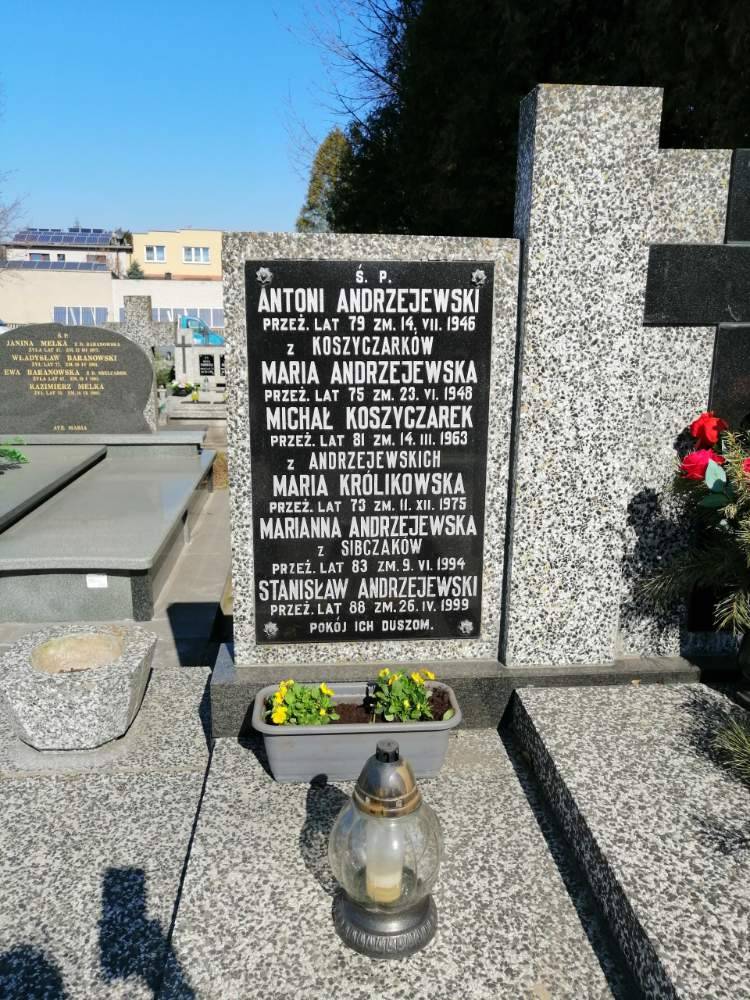 Ś. P.
ANTONI ANDRZEJEWSKI
PRZEŻ. LAT 79 ZM. 14. VII. 1946
z KOSZYCZARKÓW
MARIA ANDRZEJEWSKA
PRZEŻ. LAT 75 ZM. 23. VI. 1948
MICHAŁ KOSZYCZAREK
PRZEŻ. LAT 81 ZM. 14. III. 1963
z ANDRZEJEWSKICH
MARIA KRÓLIKOWSKA
PRZEŻ. LAT 73 ZM. 11. XII. 1975
MARIANNA ANDRZEJEWSKA
z SIBCZAKÓW
PRZEŻ. LAT 83 ZM. 9. VI. 1994
STANISŁAW ANDRZEJEWSKI
PRZEŻ. LAT 88 ZM. 26. IV. 1999
POKÓJ ICH DUSZOM.
Ś. P.
JANINA MELKA
WŁADYSŁAW BARANOWSKI
EWA BARANOWSKA
KAZIMIERZ MELKA
AVE MARIA